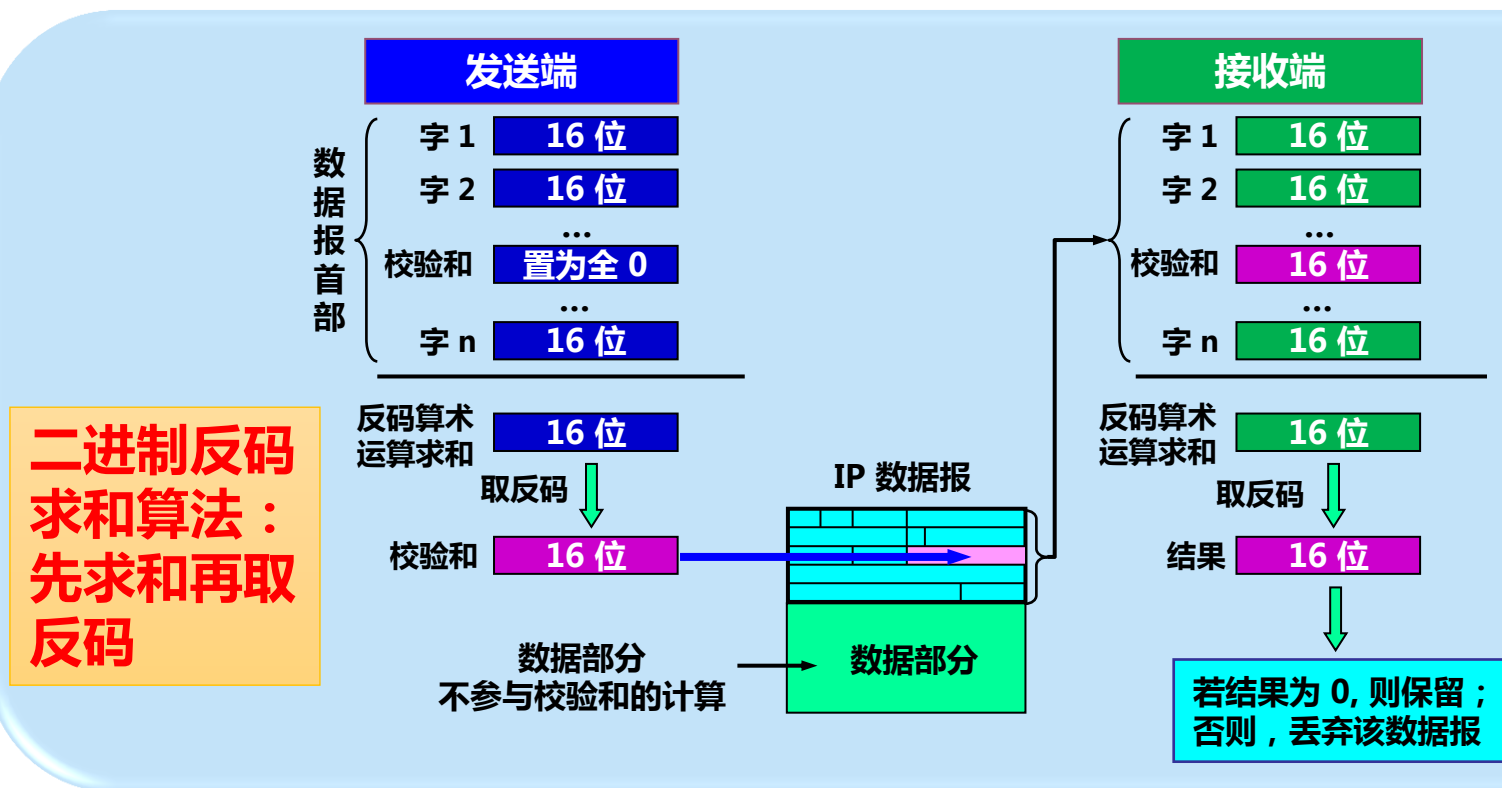 发送端
数据报首部
字 1 16 位
字 2 16 位
...
校验和 置为全 0
...
字 n 16 位
反码算术
运算求和
16 位
取反码
校验和 16 位
二进制反码
求和算法：
先求和再取
反码
IP 数据报
数据部分
不参与校验和的计算
数据部分
接收端
字 1 16 位
字 2 16 位
...
校验和 16 位
...
字 n 16 位
反码算术
运算求和
16 位
取反码
结果 16 位
若结果为 0, 则保留；
否则，丢弃该数据报